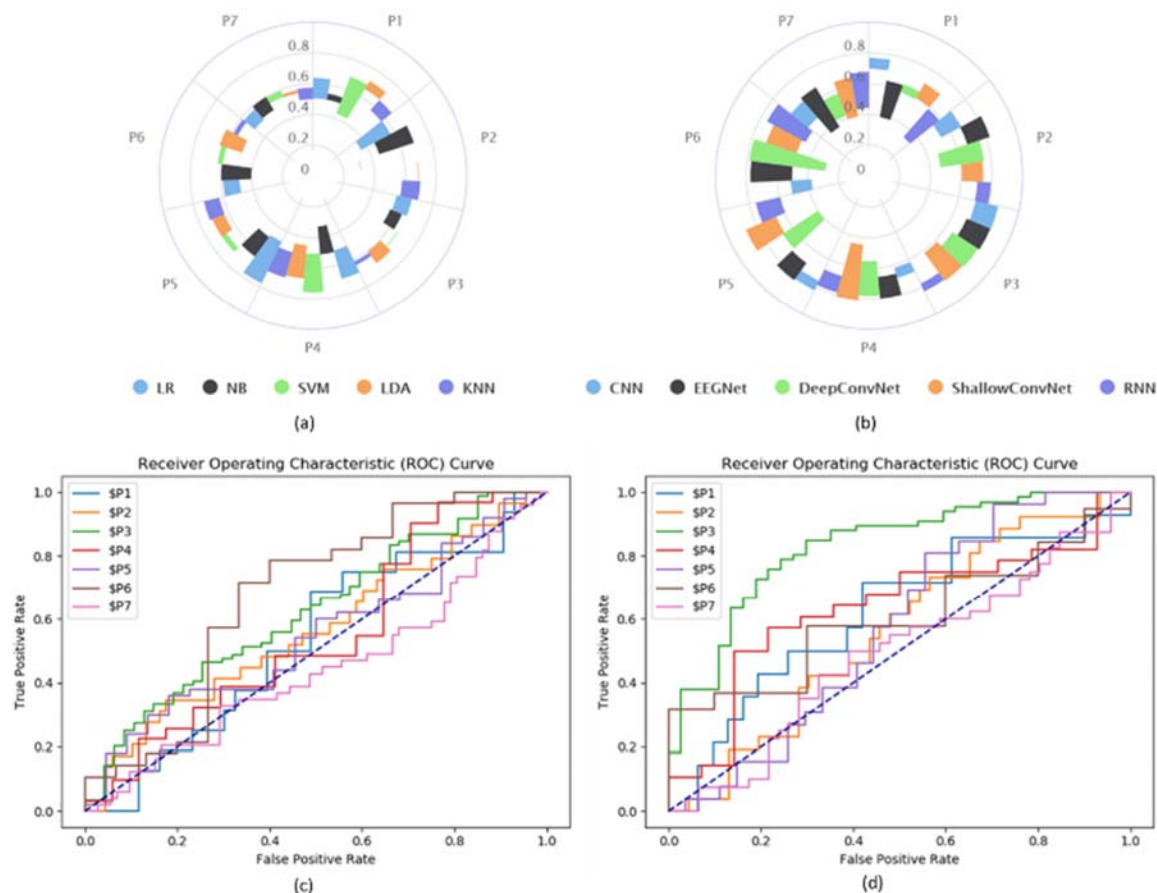 P7 P1
0.8
0.6
P6 0.4 P2
0.2
0
P5 P3
P4
LR NB SVM LDA KNN
(a)
P7 P1
0.8
0.6
P6 0.4 P2
0.2
0
P5 P3
P4
CNN EEGNet DeepConvNet ShallowConvNet RNN
(b)
Receiver Operating Characteristic (ROC) Curve
1.0
0.8
0.6
0.4
0.2
0.0
True Positive Rate
$P1
$P2
$P3
$P4
$P5
$P6
$P7
0.0 0.2 0.4 0.6 0.8 1.0
False Positive Rate
(c)
Receiver Operating Characteristic (ROC) Curve
1.0
0.8
0.6
0.4
0.2
0.0
True Positive Rate
$P1
$P2
$P3
$P4
$P5
$P6
$P7
0.0 0.2 0.4 0.6 0.8 1.0
False Positive Rate
(d)